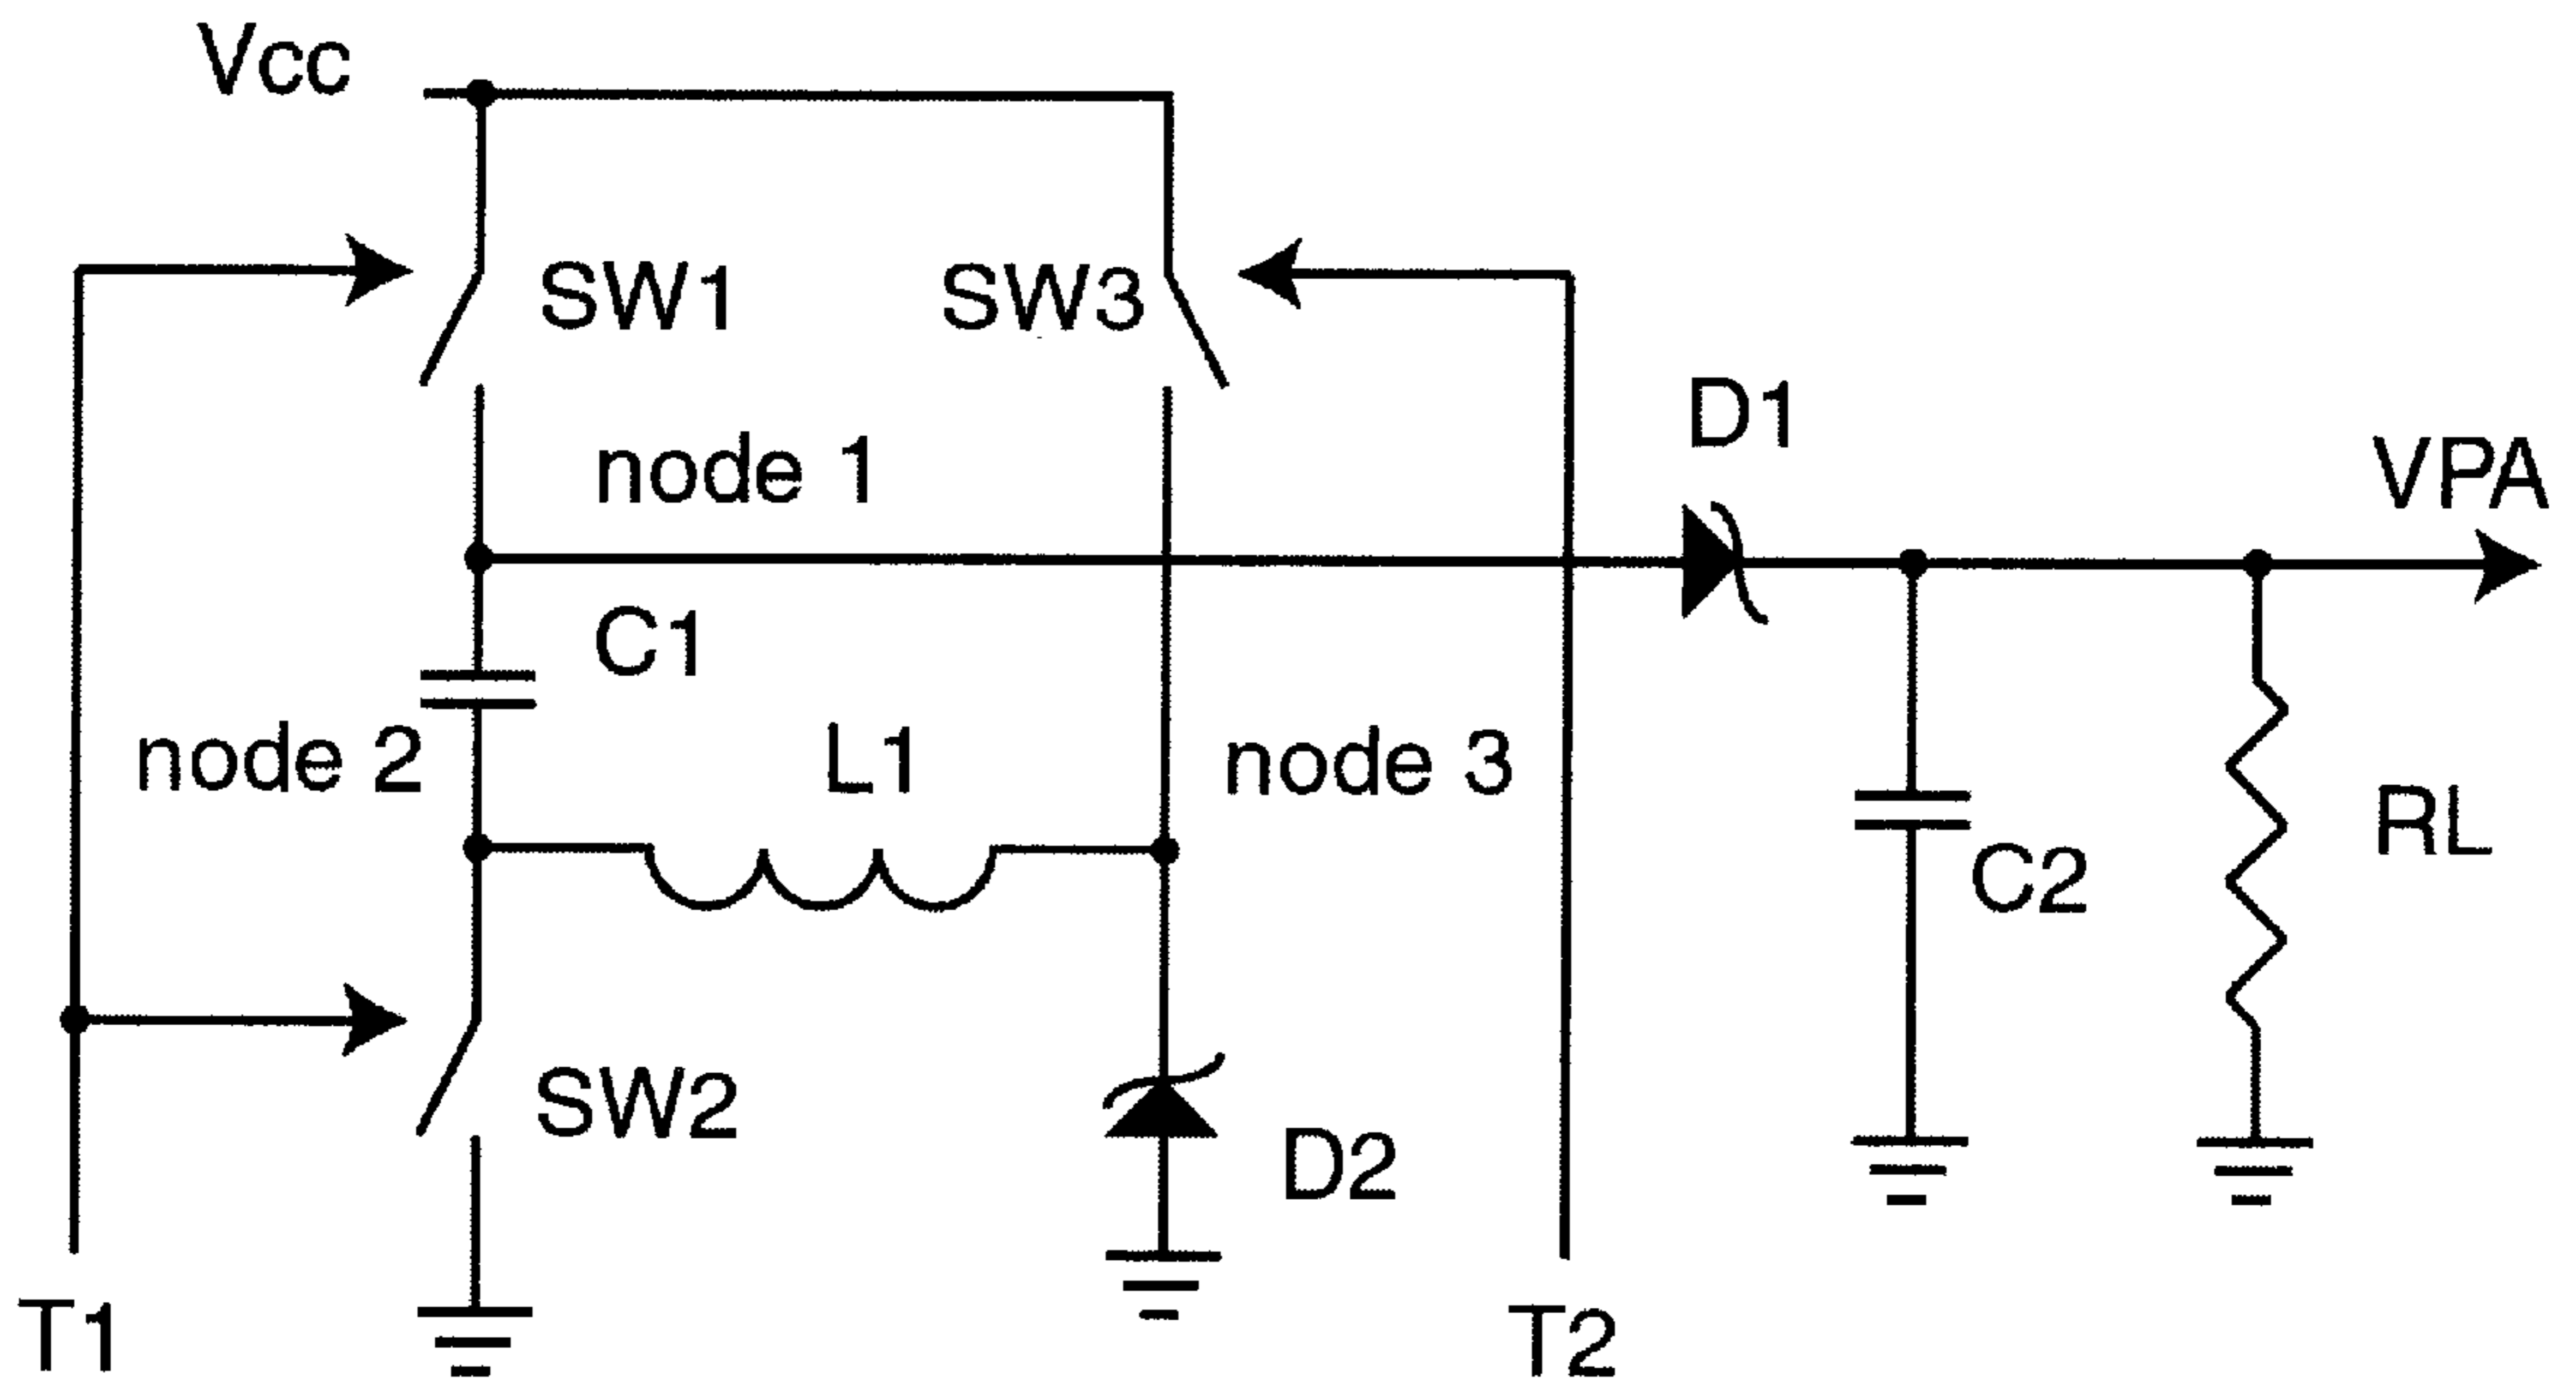 Vcc
SW1
SW3
D1
VPA
node 1
C1
node 2
L1
node 3
RL
C2
SW2
D2
T1
T2